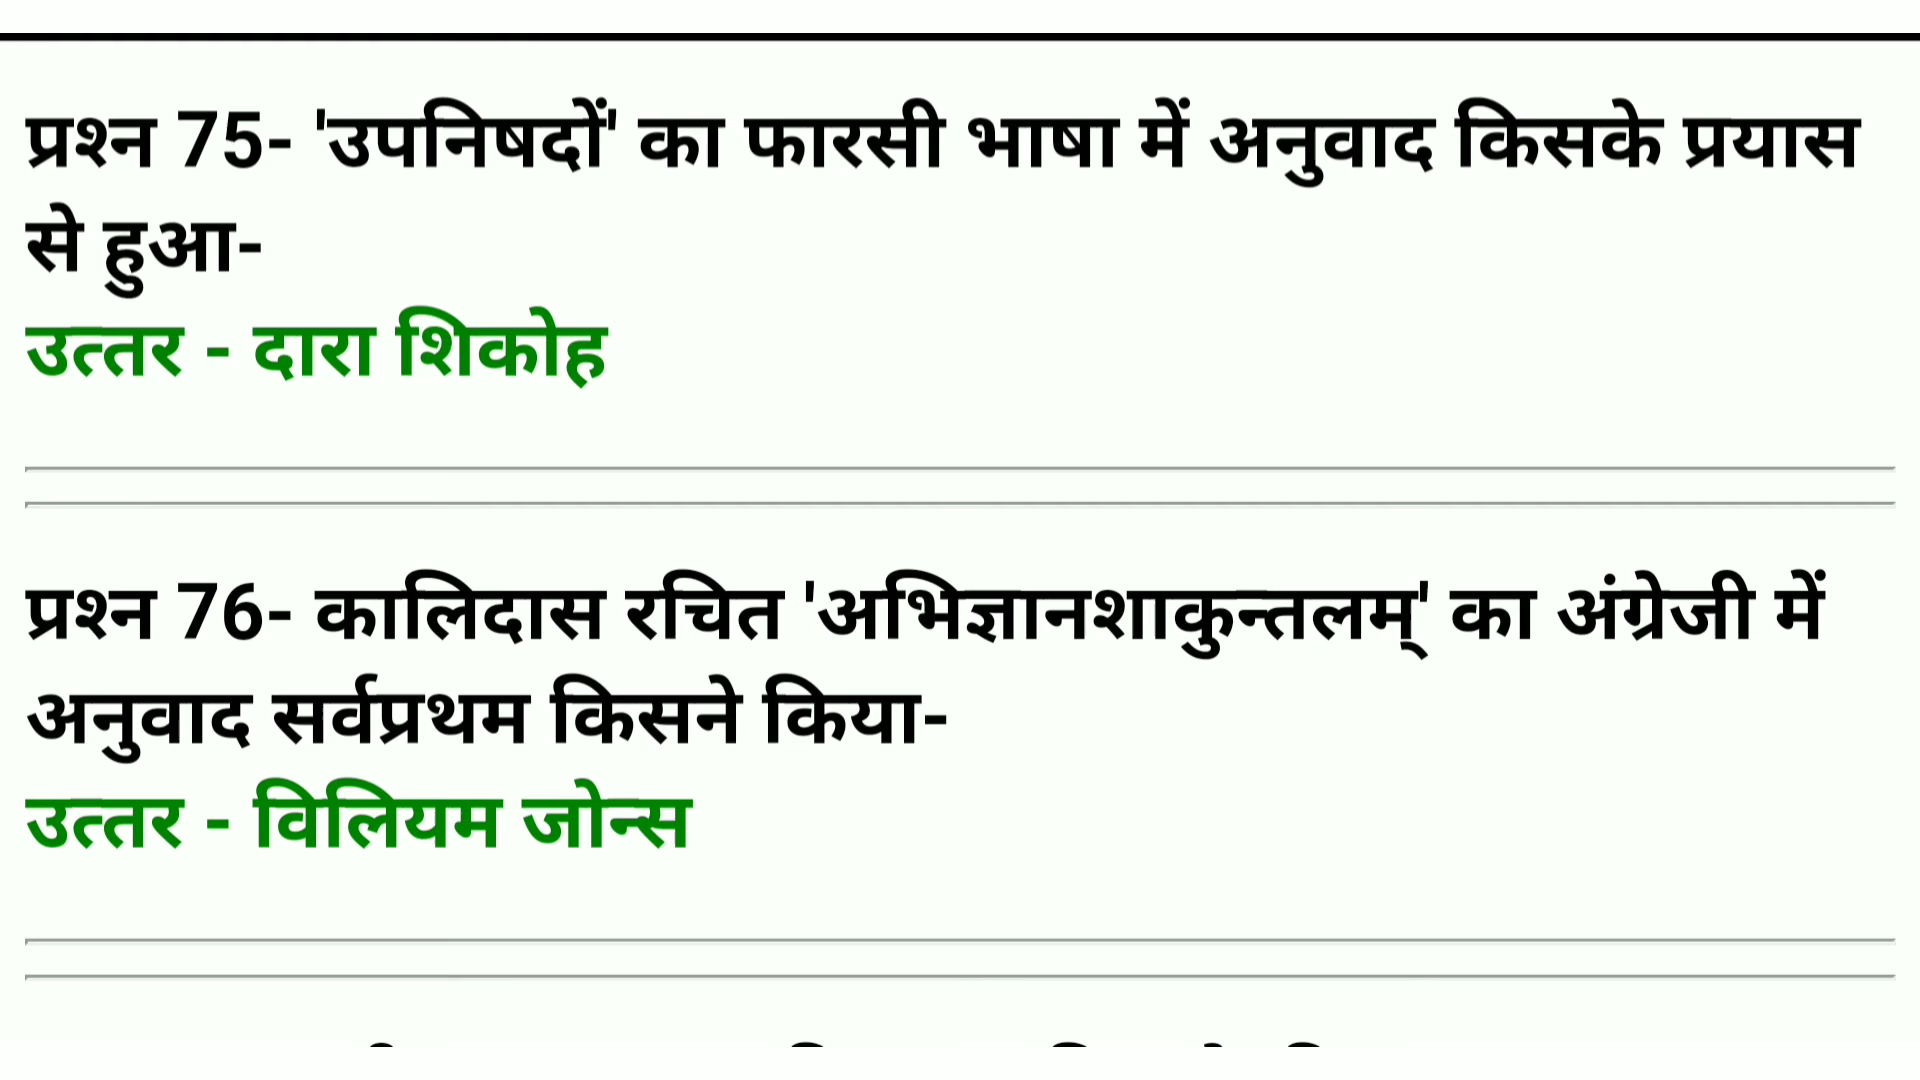 प्रश्न 75- 'उपनिषदों' का फारसी भाषा में अनुवाद किसके प्रयास
से हुआ-
उत्तर - दारा शिकोह
प्रश्न 76- कालिदास रचित 'अभिज्ञानशाकुन्तलम्' का अंग्रेजी में
अनुवाद सर्वप्रथम किसने किया-
उत्तर - विलियम जोन्स